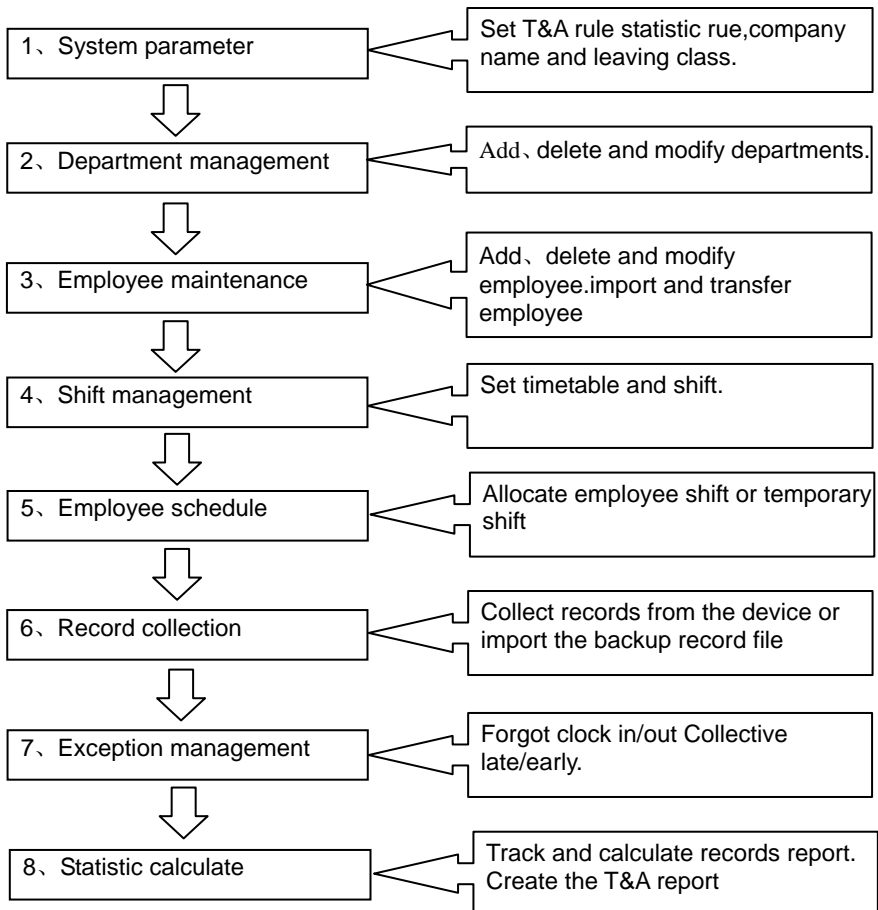 1、System parameter
Set T&A rule statistic rue,company
name and leaving class.
2、Department management
Add、delete and modify departments.
3、Employee maintenance
Add、delete and modify
employee.import and transfer
employee
4、Shift management
Set timetable and shift.
5、Employee schedule
Allocate employee shift or temporary
shift
6、Record collection
Collect records from the device or
import the backup record file
7、Exception management
Forgot clock in/out Collective
late/early.
8、Statistic calculate
Track and calculate records report.
Create the T&A report